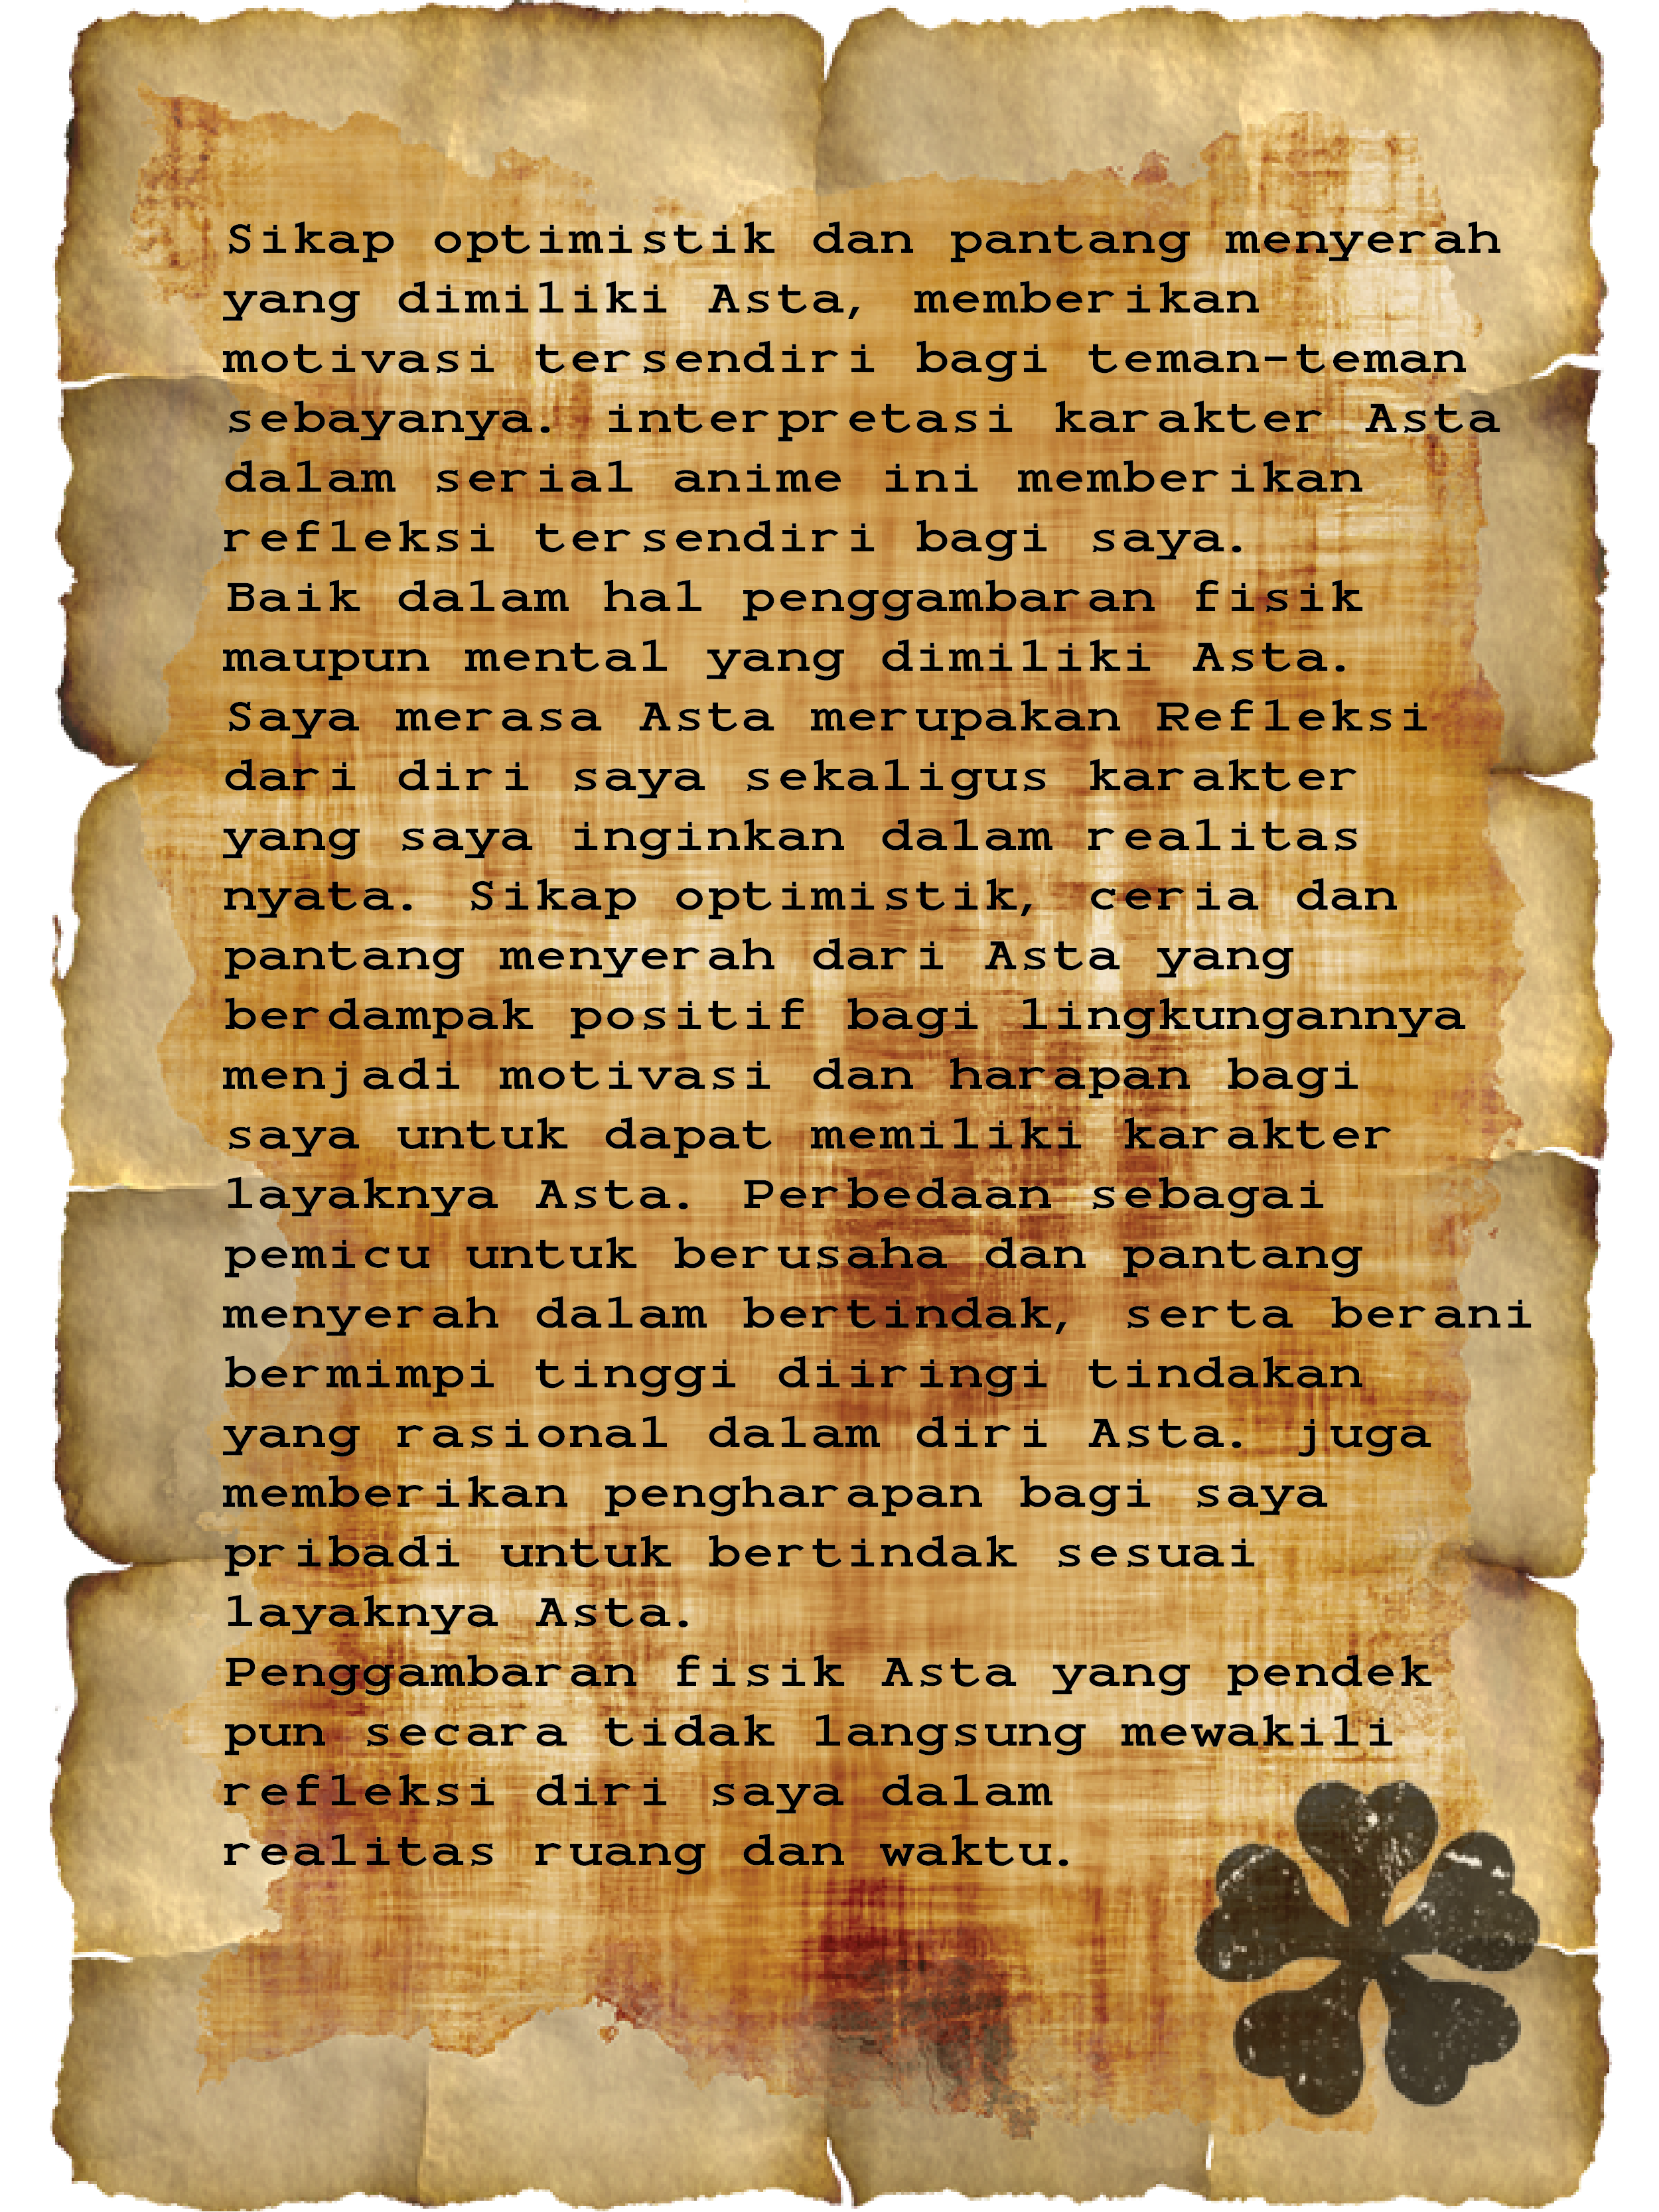 Sikap optimistik dan pantang menyerah
yang dimiliki Asta, memberikan
motivasi tersendiri bagi teman-teman
sebayanya. interpretasi karakter Asta
dalam serial anime ini memberikan
refleksi tersendiri bagi saya.
Baik dalam hal penggambaran fisik
maupun mental yang dimiliki Asta.
Saya merasa Asta merupakan Refleksi
dari diri saya sekaligus karakter
yang saya inginkan dalam realitas
nyata. Sikap optimistik, ceria dan
pantang menyerah dari Asta yang
berdampak positif bagi lingkungannya
menjadi motivasi dan harapan bagi
saya untuk dapat memiliki karakter
layaknya Asta. Perbedaan sebagai
pemicu untuk berusaha dan pantang
menyerah dalam bertindak, serta berani
bermimpi tinggi diiringi tindakan
yang rasional dalam diri Asta. juga
memberikan pengharapan bagi saya
pribadi untuk bertindak sesuai
layaknya Asta.
Penggambaran fisik Asta yang pendek
pun secara tidak langsung mewakili
refleksi diri saya dalam
realitas ruang dan waktu.